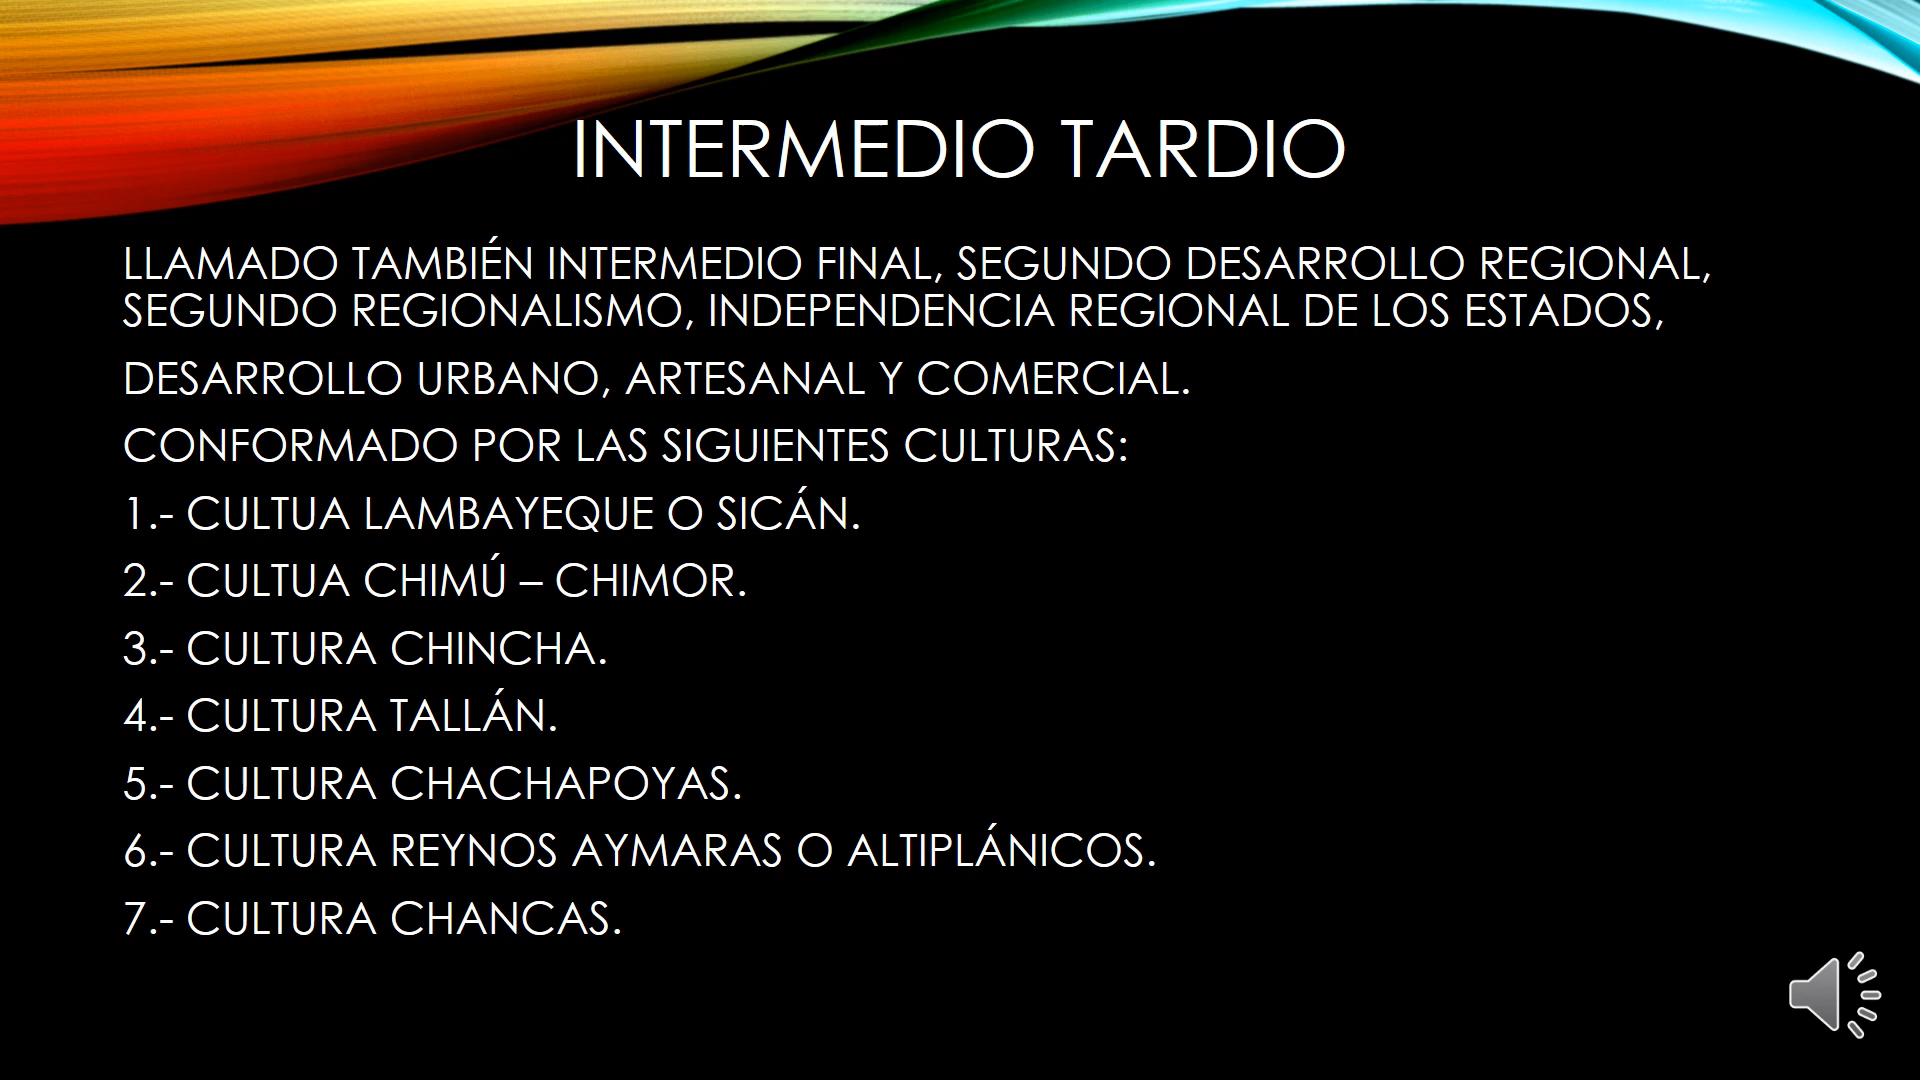 INTERMEDIO TARDIO
LLAMADO TAMBIÉN INTERMEDIO FINAL, SEGUNDO DESARROLLO REGIONAL,
SEGUNDO REGIONALISMO, INDEPENDENCIA REGIONAL DE LOS ESTADOS,
DESARROLLO URBANO, ARTESANAL Y COMERCIAL.
CONFORMADO POR LAS SIGUIENTES CULTURAS:
1.- CULTUA LAMBAYEQUE O SICÁN.
2.- CULTUA CHIMÚ – CHIMOR.
3.- CULTURA CHINCHA.
4.- CULTURA TALLÁN.
5.- CULTURA CHACHAPOYAS.
6.- CULTURA REYNOS AYMARAS O ALTIPLÁNICOS.
7.- CULTURA CHANCAS.